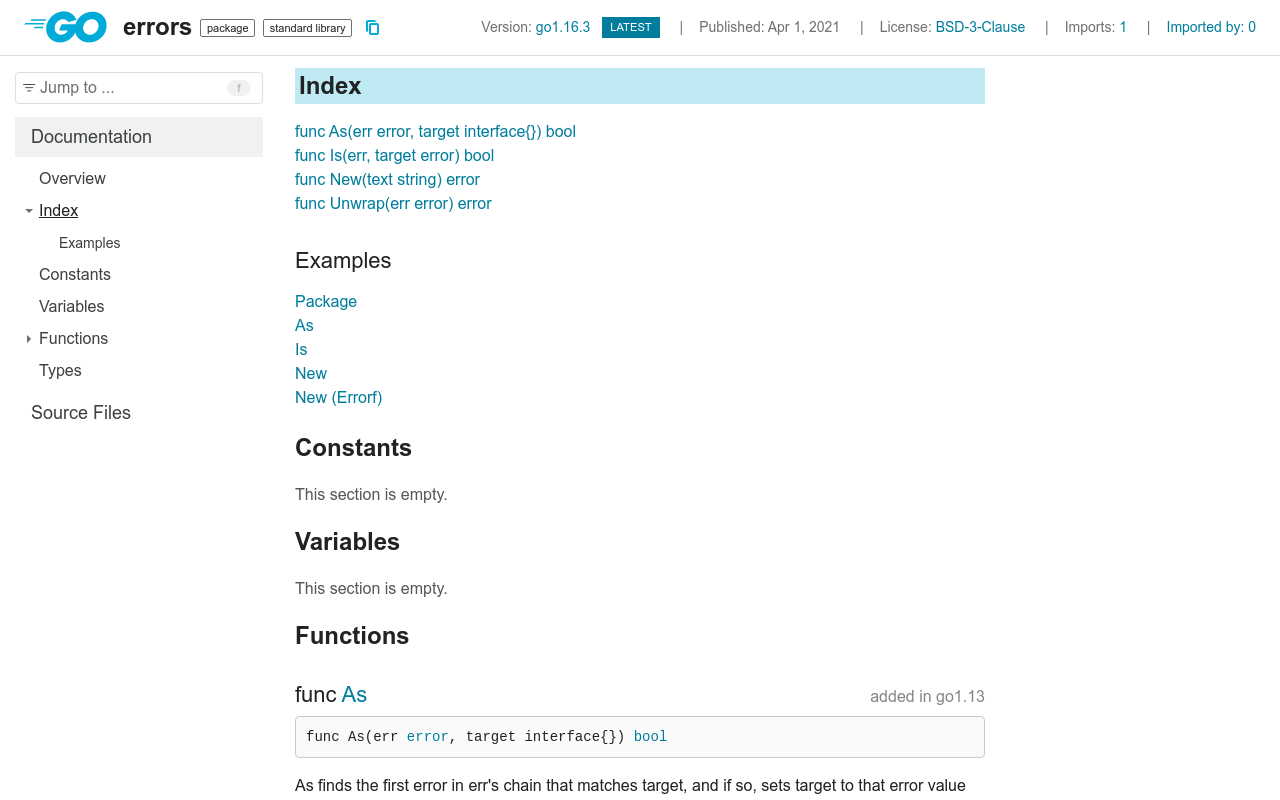 GO errors package standard library Version: go1.16.3 LATEST | Published: Apr 1, 2021 | License: BSD-3-Clause | Imports: 1 | Imported by: 0
Jump to ... f
Documentation
Overview
Index
Examples
Constants
Variables
Functions
Types
Source Files
Index
func As(err error, target interface{}) bool
func Is(err, target error) bool
func New(text string) error
func Unwrap(err error) error
Examples
Package
As
Is
New
New (Errorf)
Constants
This section is empty.
Variables
This section is empty.
Functions
func As added in go1.13
func As(err error, target interface{}) bool
As finds the first error in err's chain that matches target, and if so, sets target to that error value